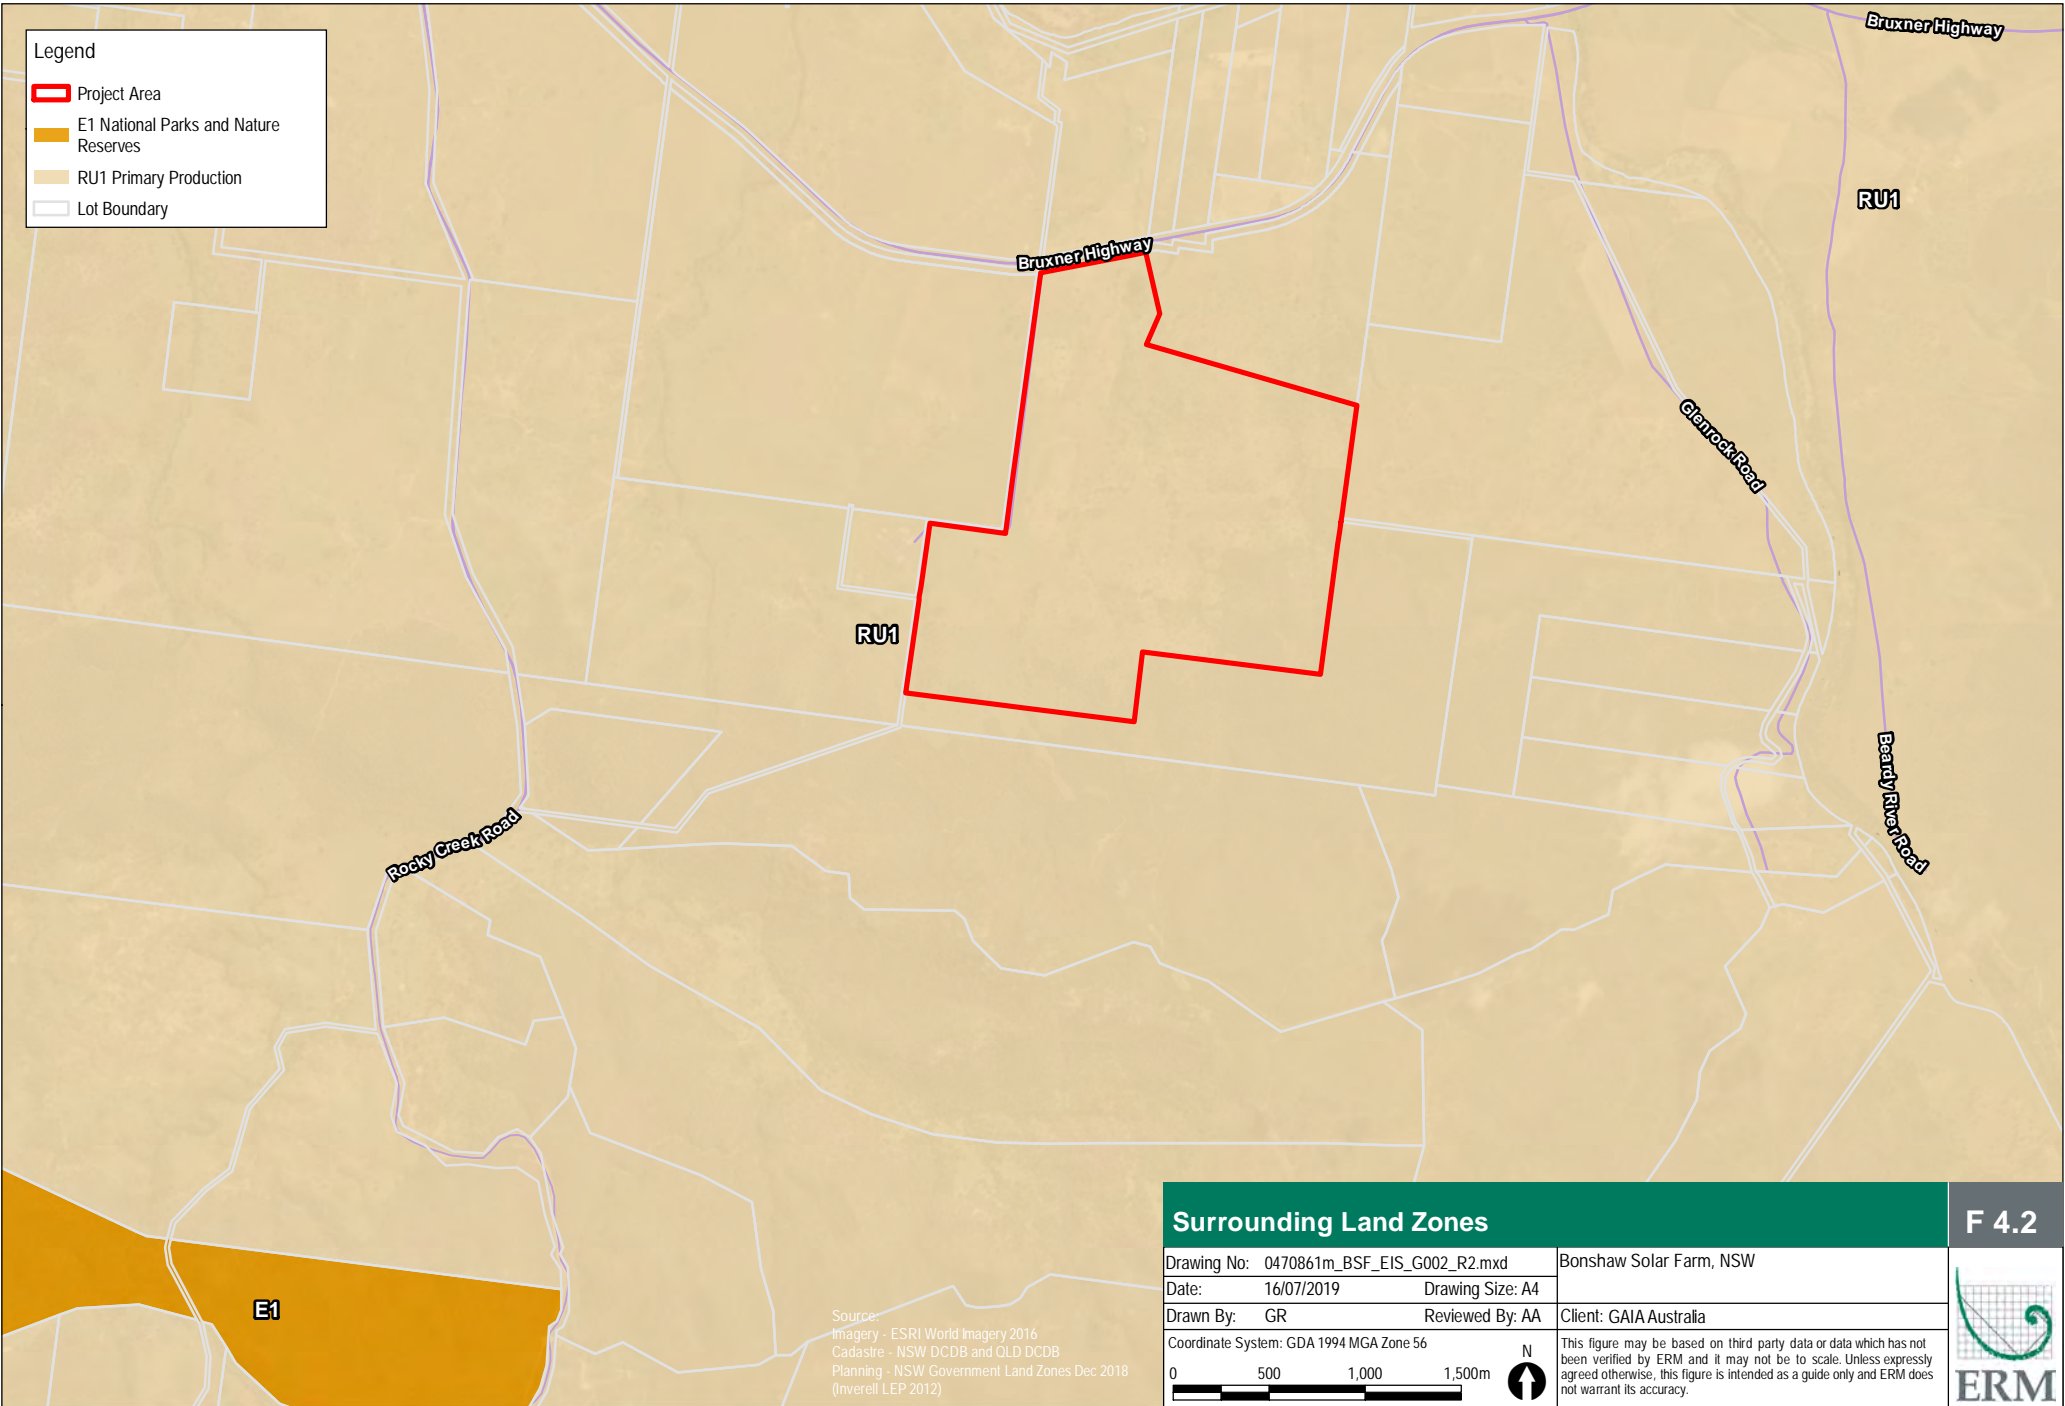 Legend
Project Area
E1 National Parks and Nature
Reserves
RU1 Primary Production
Lot Boundary
Bruxner Highway
RU1
Bruxner Highway
Glenrock Road
RU1
Beardy River Road
Rocky Creek Road
E1
Source:
Imagery - ESRI World Imagery 2016
Cadastre - NSW DCDB and QLD DCDB
Planning - NSW Government Land Zones Dec 2018
(Inverell LEP 2012)
Surrounding Land Zones
F 4.2
Drawing No: 0470861m_BSF_EIS_G002_R2.mxd
Date: 16/07/2019 Drawing Size: A4
Drawn By: GR Reviewed By: AA
Coordinate System: GDA 1994 MGA Zone 56
0 500 1,000 1,500m
N
Bonshaw Solar Farm, NSW
Client: GAIA Australia
This figure may be based on third party data or data which has not
been verified by ERM and it may not be to scale. Unless expressly
agreed otherwise, this figure is intended as a guide only and ERM does
not warrant its accuracy.
ERM